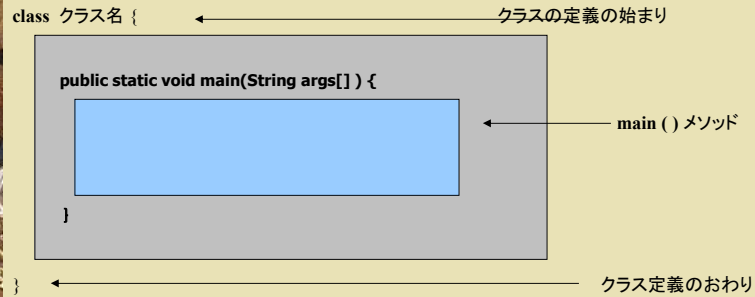 class クラス名 { クラスの定義の始まり
public static void main(String args[] ) {
main ( ) メソッド
}
} クラス定義のおわり